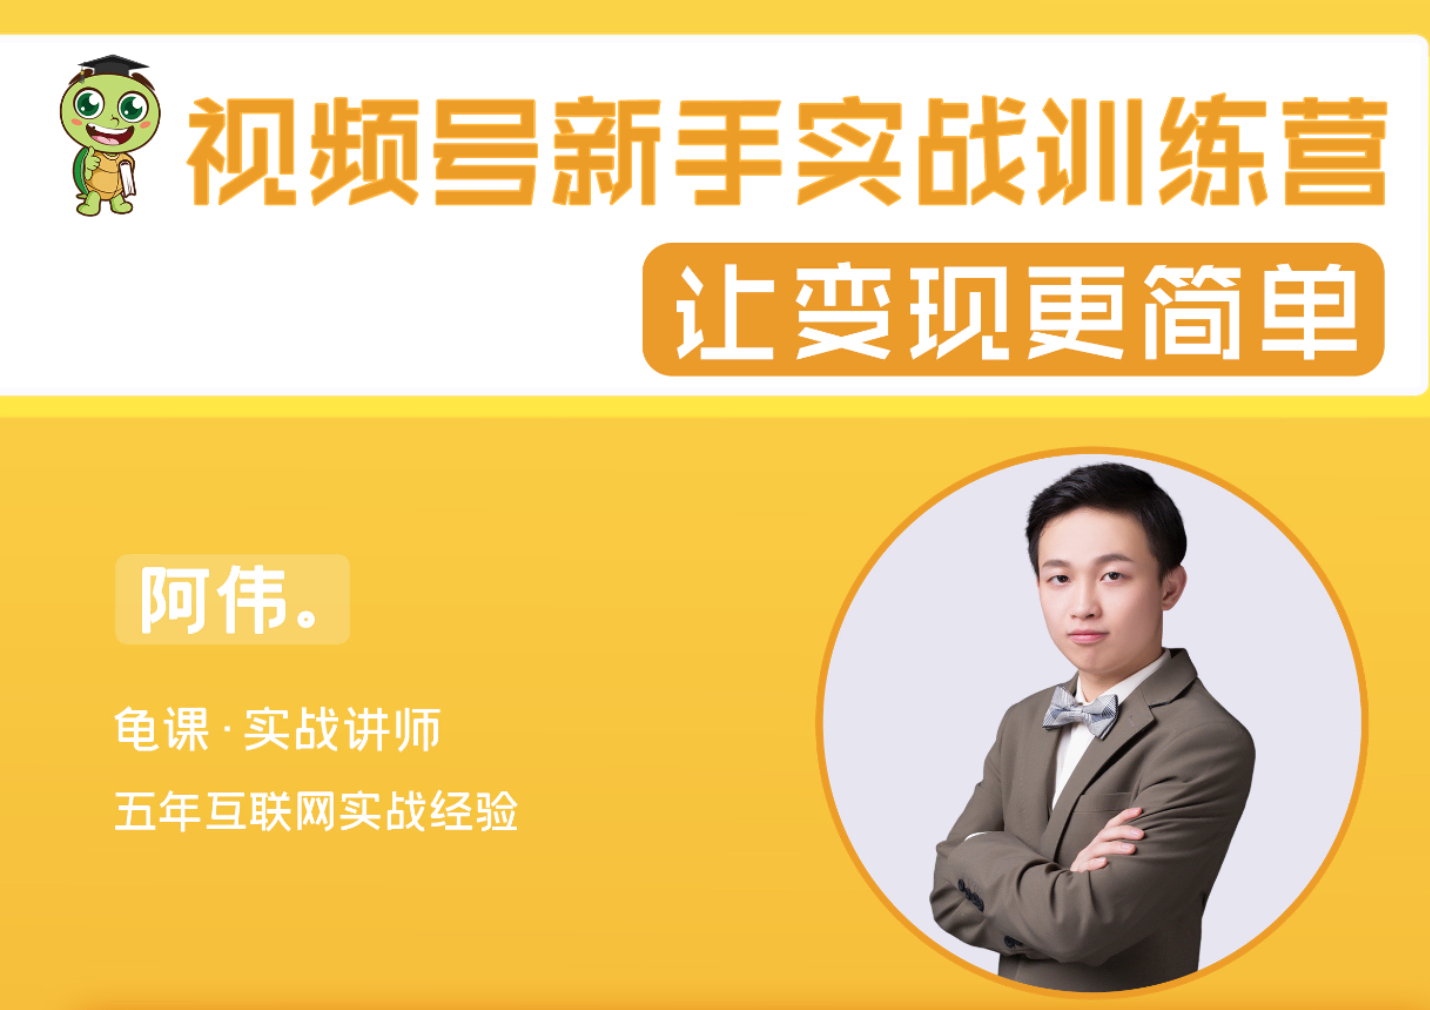 视频号新手实战训练营
让变现更简单
阿伟。
龟课·实战讲师
五年互联网实战经验